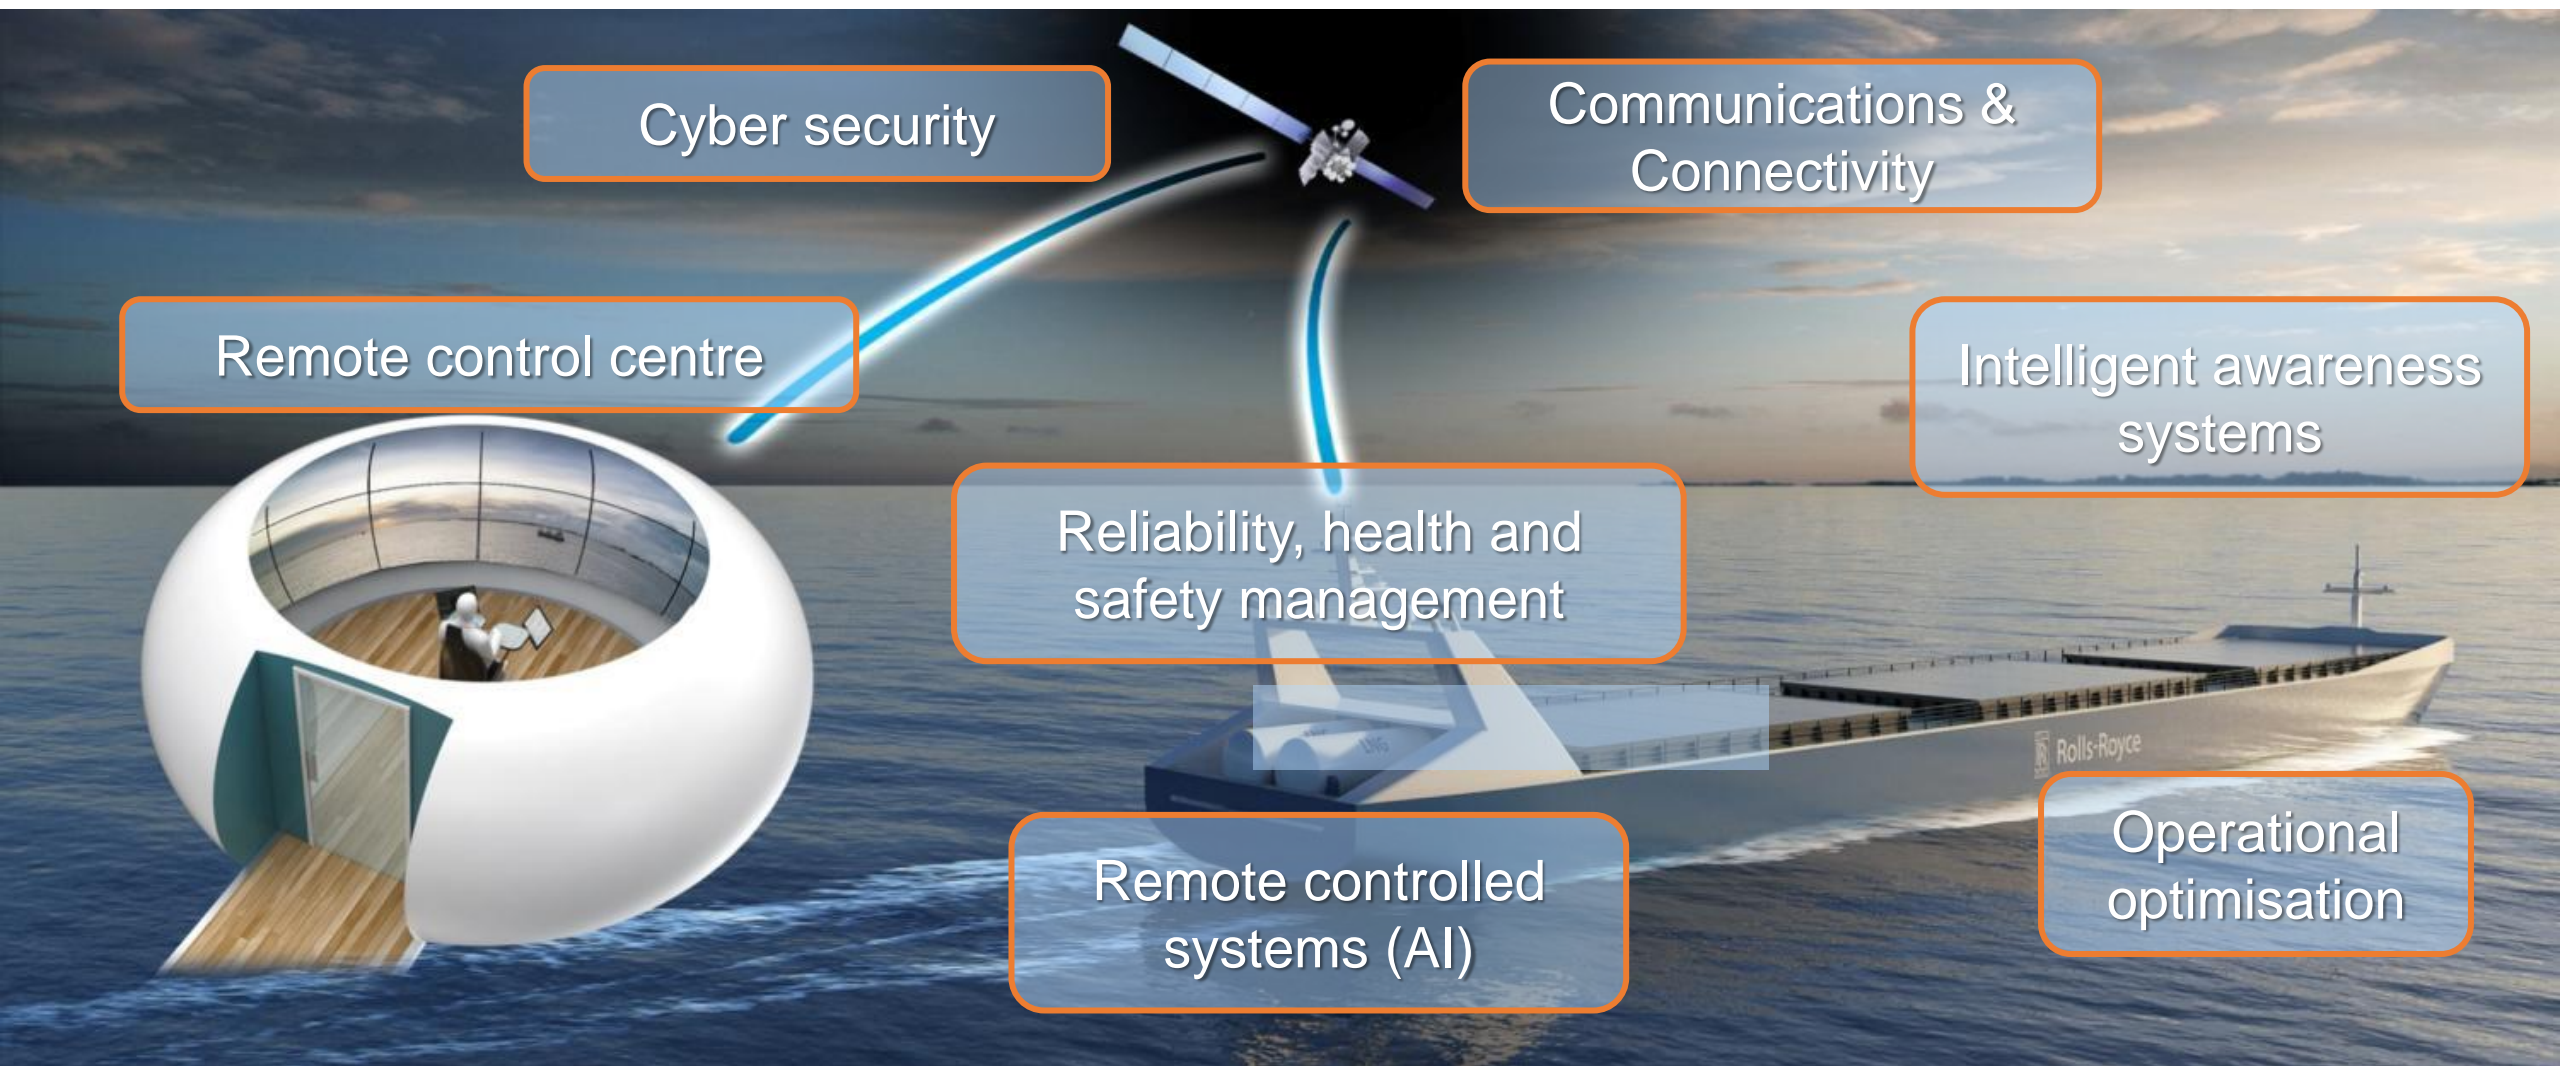 Cyber security
Communications &
Connectivity
Remote control centre
Intelligent awareness
systems
Reliability, health and
safety management
LNG
Rolls-Royce
Remote controlled
systems (AI)
Operational
optimisation